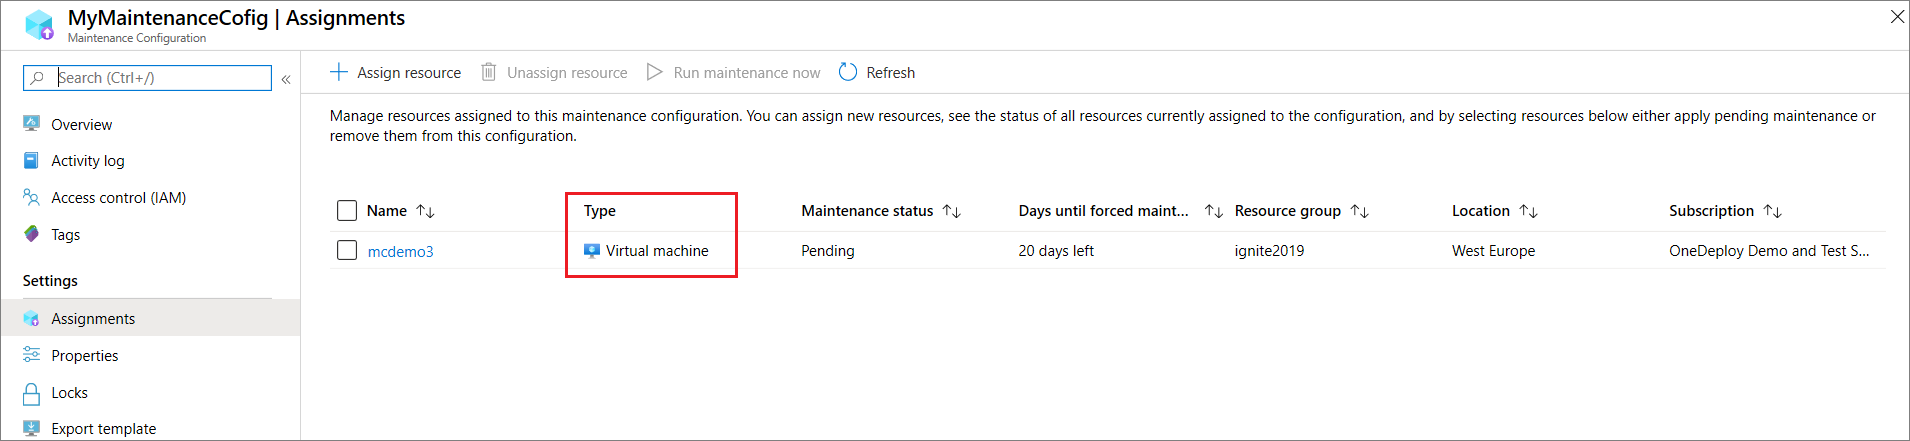 MyMaintenanceCofig | Assignments
Maintenance Configuration
Search (Ctrl+/)
Overview
Activity log
Access control (IAM)
Tags
Settings
Assignments
Properties
Locks
Export template
Assign resource Unassign resource Run maintenance now Refresh
Manage resources assigned to this maintenance configuration. You can assign new resources, see the status of all resources currently assigned to the configuration, and by selecting resources below either apply pending maintenance or
remove them from this configuration.
Name Type Maintenance status Days until forced maint... Resource group Location Subscription
mcdemo3 Virtual machine Pending 20 days left ignite2019 West Europe OneDeploy Demo and Test S...